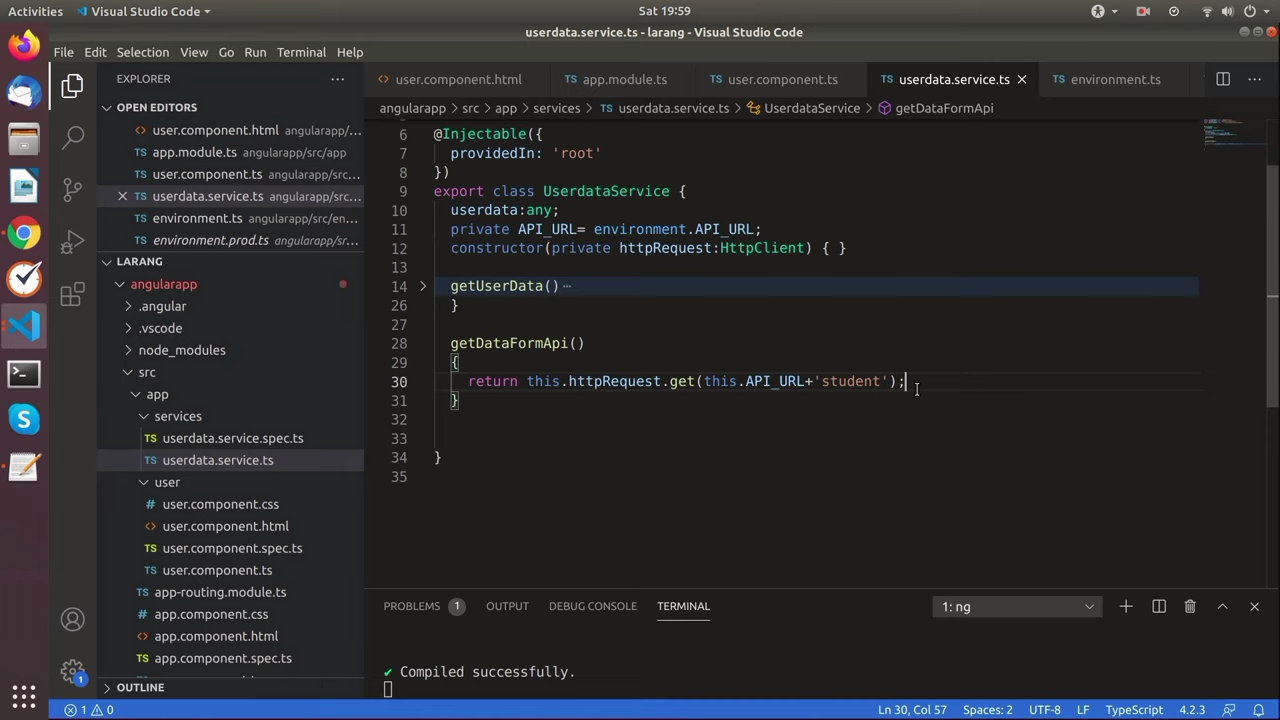 Activities
Visual Studio Code
Sat 19:59
userdata.service.ts - larang - Visual Studio Code
File Edit Selection View Go Run Terminal Help
EXPLORER
user.component.html
app.module.ts
user.component.ts
userdata.service.ts
environment.ts
angularapp > src > app > services > userdata.service.ts > UserdataService > getDataFormApi
OPEN EDITORS
user.component.html angularapp/...
app.module.ts angularapp/src/app
user.component.ts angularapp/src/...
userdata.service.ts angularapp/src...
environment.ts angularapp/src/en...
environment.prod.ts angularapp/sr...
LARANG
angularapp
.angular
.vscode
node_modules
src
app
services
userdata.service.spec.ts
userdata.service.ts
user
user.component.css
user.component.html
user.component.spec.ts
user.component.ts
app-routing.module.ts
app.component.css
app.component.html
app.component.spec.ts
OUTLINE
6 @Injectable({
7 providedIn: 'root'
8 })
9 export class UserdataService {
10 userdata:any;
11 private API_URL= environment.API_URL;
12 constructor(private httpRequest:HttpClient) { }
13
14 getUserData() ···
26 }
27
28 getDataFormApi()
29 {
30 return this.httpRequest.get(this.API_URL+'student');
31 }
32
33
34 }
35
PROBLEMS 1 OUTPUT DEBUG CONSOLE TERMINAL
1: ng
✔ Compiled successfully.
1
1 0
Ln 30, Col 57 Spaces: 2 UTF-8 LF TypeScript 4.2.3